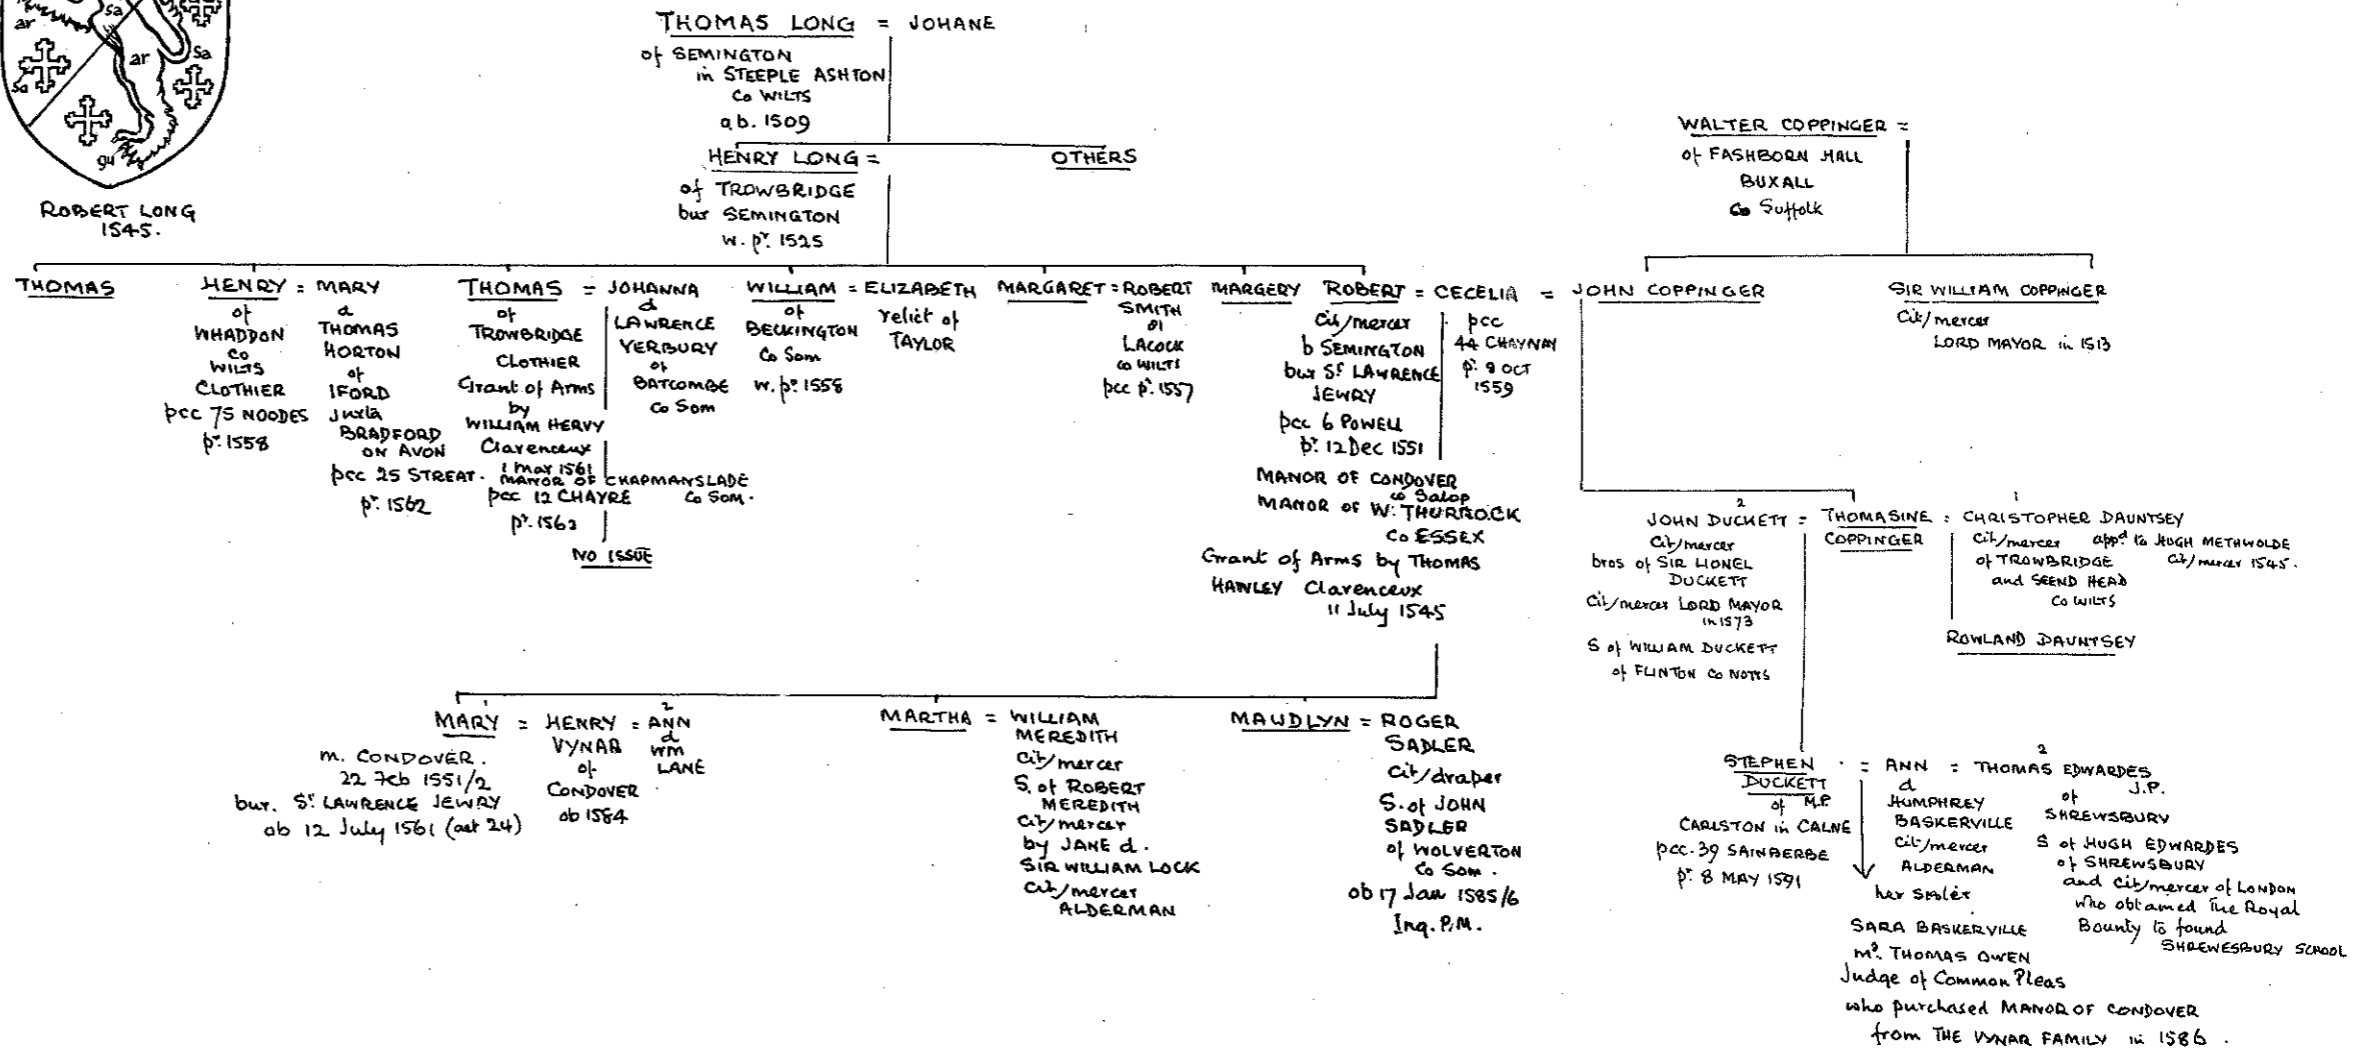 sa
ar
ar
sa
sa
gu
ROBERT LONG
1545.
THOMAS LONG = JOHANE
of SEMINGTON
in STEEPLE ASHTON
Co WILTS
ab. 1509
HENRY LONG =
OTHERS
of TROWBRIDGE
bur SEMINGTON
w. pr. 1525
WALTER COPPINGER =
of FASHBORN HALL
BUXALL
Co Suffolk
THOMAS
HENRY = MARY
of
WHADDON
co
WILTS
CLOTHIER
pcc 75 NOODES
pr. 1558
d
THOMAS
HORTON
of
IFORD
juxta
BRADFORD
ON AVON
pcc 25 STREAT.
pr. 1562
THOMAS = JOHANNA
of
TROWBRIDGE
CLOTHIER
Grant of Arms
by
WILLIAM HERVY
Clarenceux
1 Mar 1561
MANOR OF CHAPMANSLADE
Co Som.
pcc 12 CHAYRE
pr. 1563
d
LAWRENCE
YERBURY
of
BATCOMBE
Co Som
NO ISSUE
WILLIAM = ELIZABETH
of
BECKINGTON
Co Som
w. pr. 1558
relict of
TAYLOR
MARGARET = ROBERT
SMITH
of
LACOCK
co WILTS
pcc pr. 1557
MARGERY
ROBERT = CECELIA = JOHN COPPINGER
Cit/mercer
b SEMINGTON
bur St LAWRENCE
JEWRY
pcc 6 POWELL
pr. 12 Dec 1551
pcc
44 CHAYNAY
pr. 9 OCT
1559
MANOR OF CONDOVER
co Salop
MANOR OF W. THURROCK
Co ESSEX
Grant of Arms by THOMAS
HAWLEY Clarenceux
11 July 1545
SIR WILLIAM COPPINGER
Cit/mercer
LORD MAYOR in 1513
2
1
JOHN DUCKETT = THOMASINE = CHRISTOPHER DAUNTSEY
COPPINGER
Cit/mercer
bros of SIR LIONEL
DUCKETT
Cit/mercer LORD MAYOR
in 1573
S of WILLIAM DUCKETT
of FLINTON Co NOTTS
Cit/mercer appd to HUGH METHWOLDE
of TROWBRIDGE Cit/mercer 1545.
and SEEND HEAD
Co WILTS
ROWLAND DAUNTSEY
1
2
MARY = HENRY = ANN
m. CONDOVER.
22 Feb 1551/2
bur. St LAWRENCE JEWRY
ob 12 July 1561 (aet 24)
VYNAR
of
CONDOVER
ob 1584
d
WM
LANE
MARTHA = WILLIAM
MEREDITH
Cit/mercer
S. of ROBERT
MEREDITH
Cit/mercer
by JANE d.
SIR WILLIAM LOCK
Cit/mercer
ALDERMAN
MAUDLYN = ROGER
SADLER
Cit/draper
S. of JOHN
SADLER
of WOLVERTON
Co Som.
ob 17 Jan 1585/6
Inq. P.M.
2
STEPHEN = ANN = THOMAS EDWARDES
DUCKETT
of M.P.
CARLSTON in CALNE
pcc. 39 SAINBERBE
pr. 8 MAY 1591
d
HUMPHREY
BASKERVILLE
Cit/mercer
ALDERMAN
her sister
SARA BASKERVILLE
md. THOMAS OWEN
Judge of Common Pleas
who purchased MANOR OF CONDOVER
from THE VYNAR FAMILY in 1586.
J.P.
of
SHREWSBURY
S of HUGH EDWARDES
of SHREWSBURY
and Cit/mercer of LONDON
who obtained The Royal
Bounty to found
SHREWESBURY SCHOOL